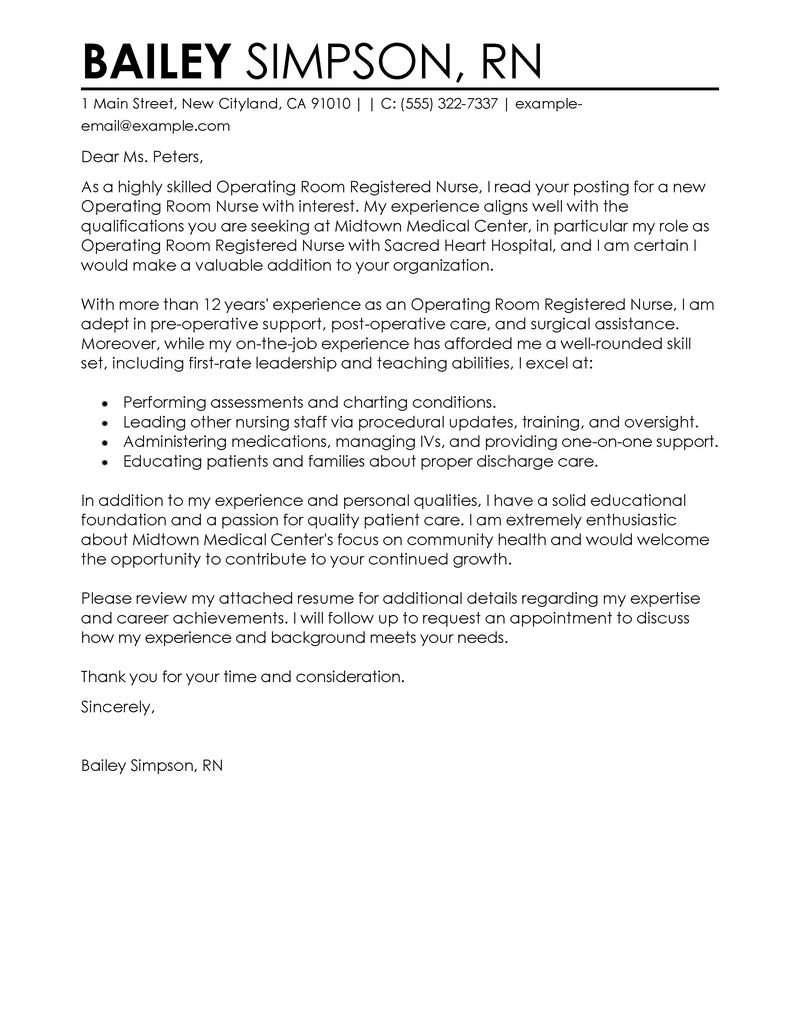 BAILEY SIMPSON, RN
1 Main Street, New Cityland, CA 91010 | | C: (555) 322-7337 | example-
email@example.com
Dear Ms. Peters,
As a highly skilled Operating Room Registered Nurse, I read your posting for a new
Operating Room Nurse with interest. My experience aligns well with the
qualifications you are seeking at Midtown Medical Center, in particular my role as
Operating Room Registered Nurse with Sacred Heart Hospital, and I am certain I
would make a valuable addition to your organization.
With more than 12 years' experience as an Operating Room Registered Nurse, I am
adept in pre-operative support, post-operative care, and surgical assistance.
Moreover, while my on-the-job experience has afforded me a well-rounded skill
set, including first-rate leadership and teaching abilities, I excel at:
• Performing assessments and charting conditions.
• Leading other nursing staff via procedural updates, training, and oversight.
• Administering medications, managing IVs, and providing one-on-one support.
• Educating patients and families about proper discharge care.
In addition to my experience and personal qualities, I have a solid educational
foundation and a passion for quality patient care. I am extremely enthusiastic
about Midtown Medical Center's focus on community health and would welcome
the opportunity to contribute to your continued growth.
Please review my attached resume for additional details regarding my expertise
and career achievements. I will follow up to request an appointment to discuss
how my experience and background meets your needs.
Thank you for your time and consideration.
Sincerely,
Bailey Simpson, RN